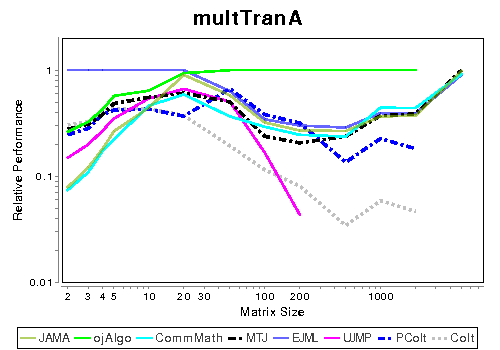 multTranA
Relative Performance
1
0.1
0.01
2 3 4 5 10 20 30 100 200 1000
Matrix Size
JAMA ojAlgo CommMath MTJ EJML UJMP PColt Colt